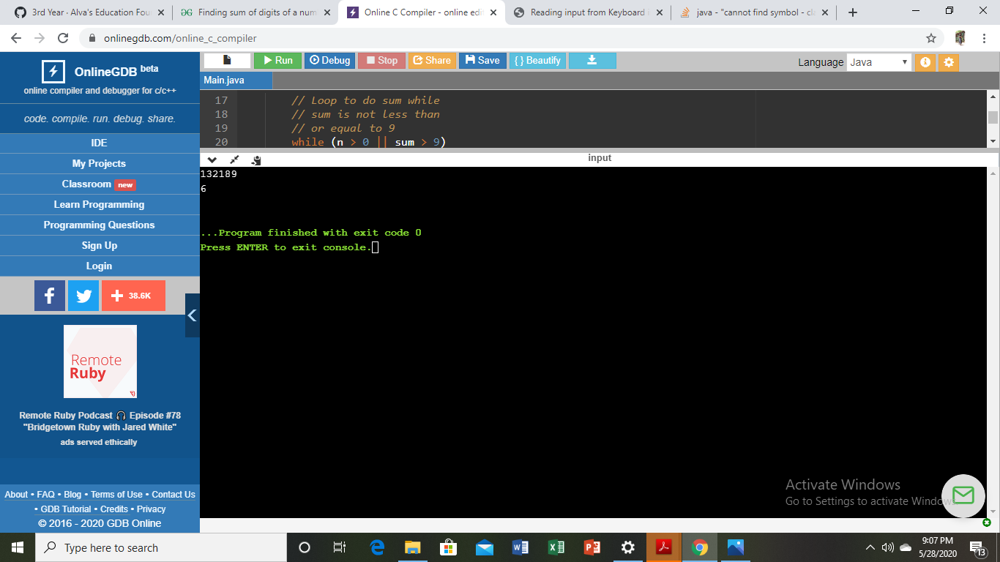 3rd Year · Alva's Education Fou
Finding sum of digits of a num
Online C Compiler - online edit
Reading input from Keyboard i
java - "cannot find symbol - cla
onlinegdb.com/online_c_compiler
OnlineGDB beta
online compiler and debugger for c/c++
code. compile. run. debug. share.
IDE
My Projects
Classroom new
Learn Programming
Programming Questions
Sign Up
Login
f
+ 38.6K
Remote
Ruby
Remote Ruby Podcast 🎧 Episode #78
"Bridgetown Ruby with Jared White"
ads served ethically
About • FAQ • Blog • Terms of Use • Contact Us
• GDB Tutorial • Credits • Privacy
© 2016 - 2020 GDB Online
Run
Debug
Stop
Share
Save
{ } Beautify
Language Java
Main.java
17 // Loop to do sum while
18 // sum is not less than
19 // or equal to 9
20 while (n > 0 || sum > 9)
input
132189
6
...Program finished with exit code 0
Press ENTER to exit console.
Activate Windows
Go to Settings to activate Windows.
Type here to search
9:07 PM
5/28/2020
13